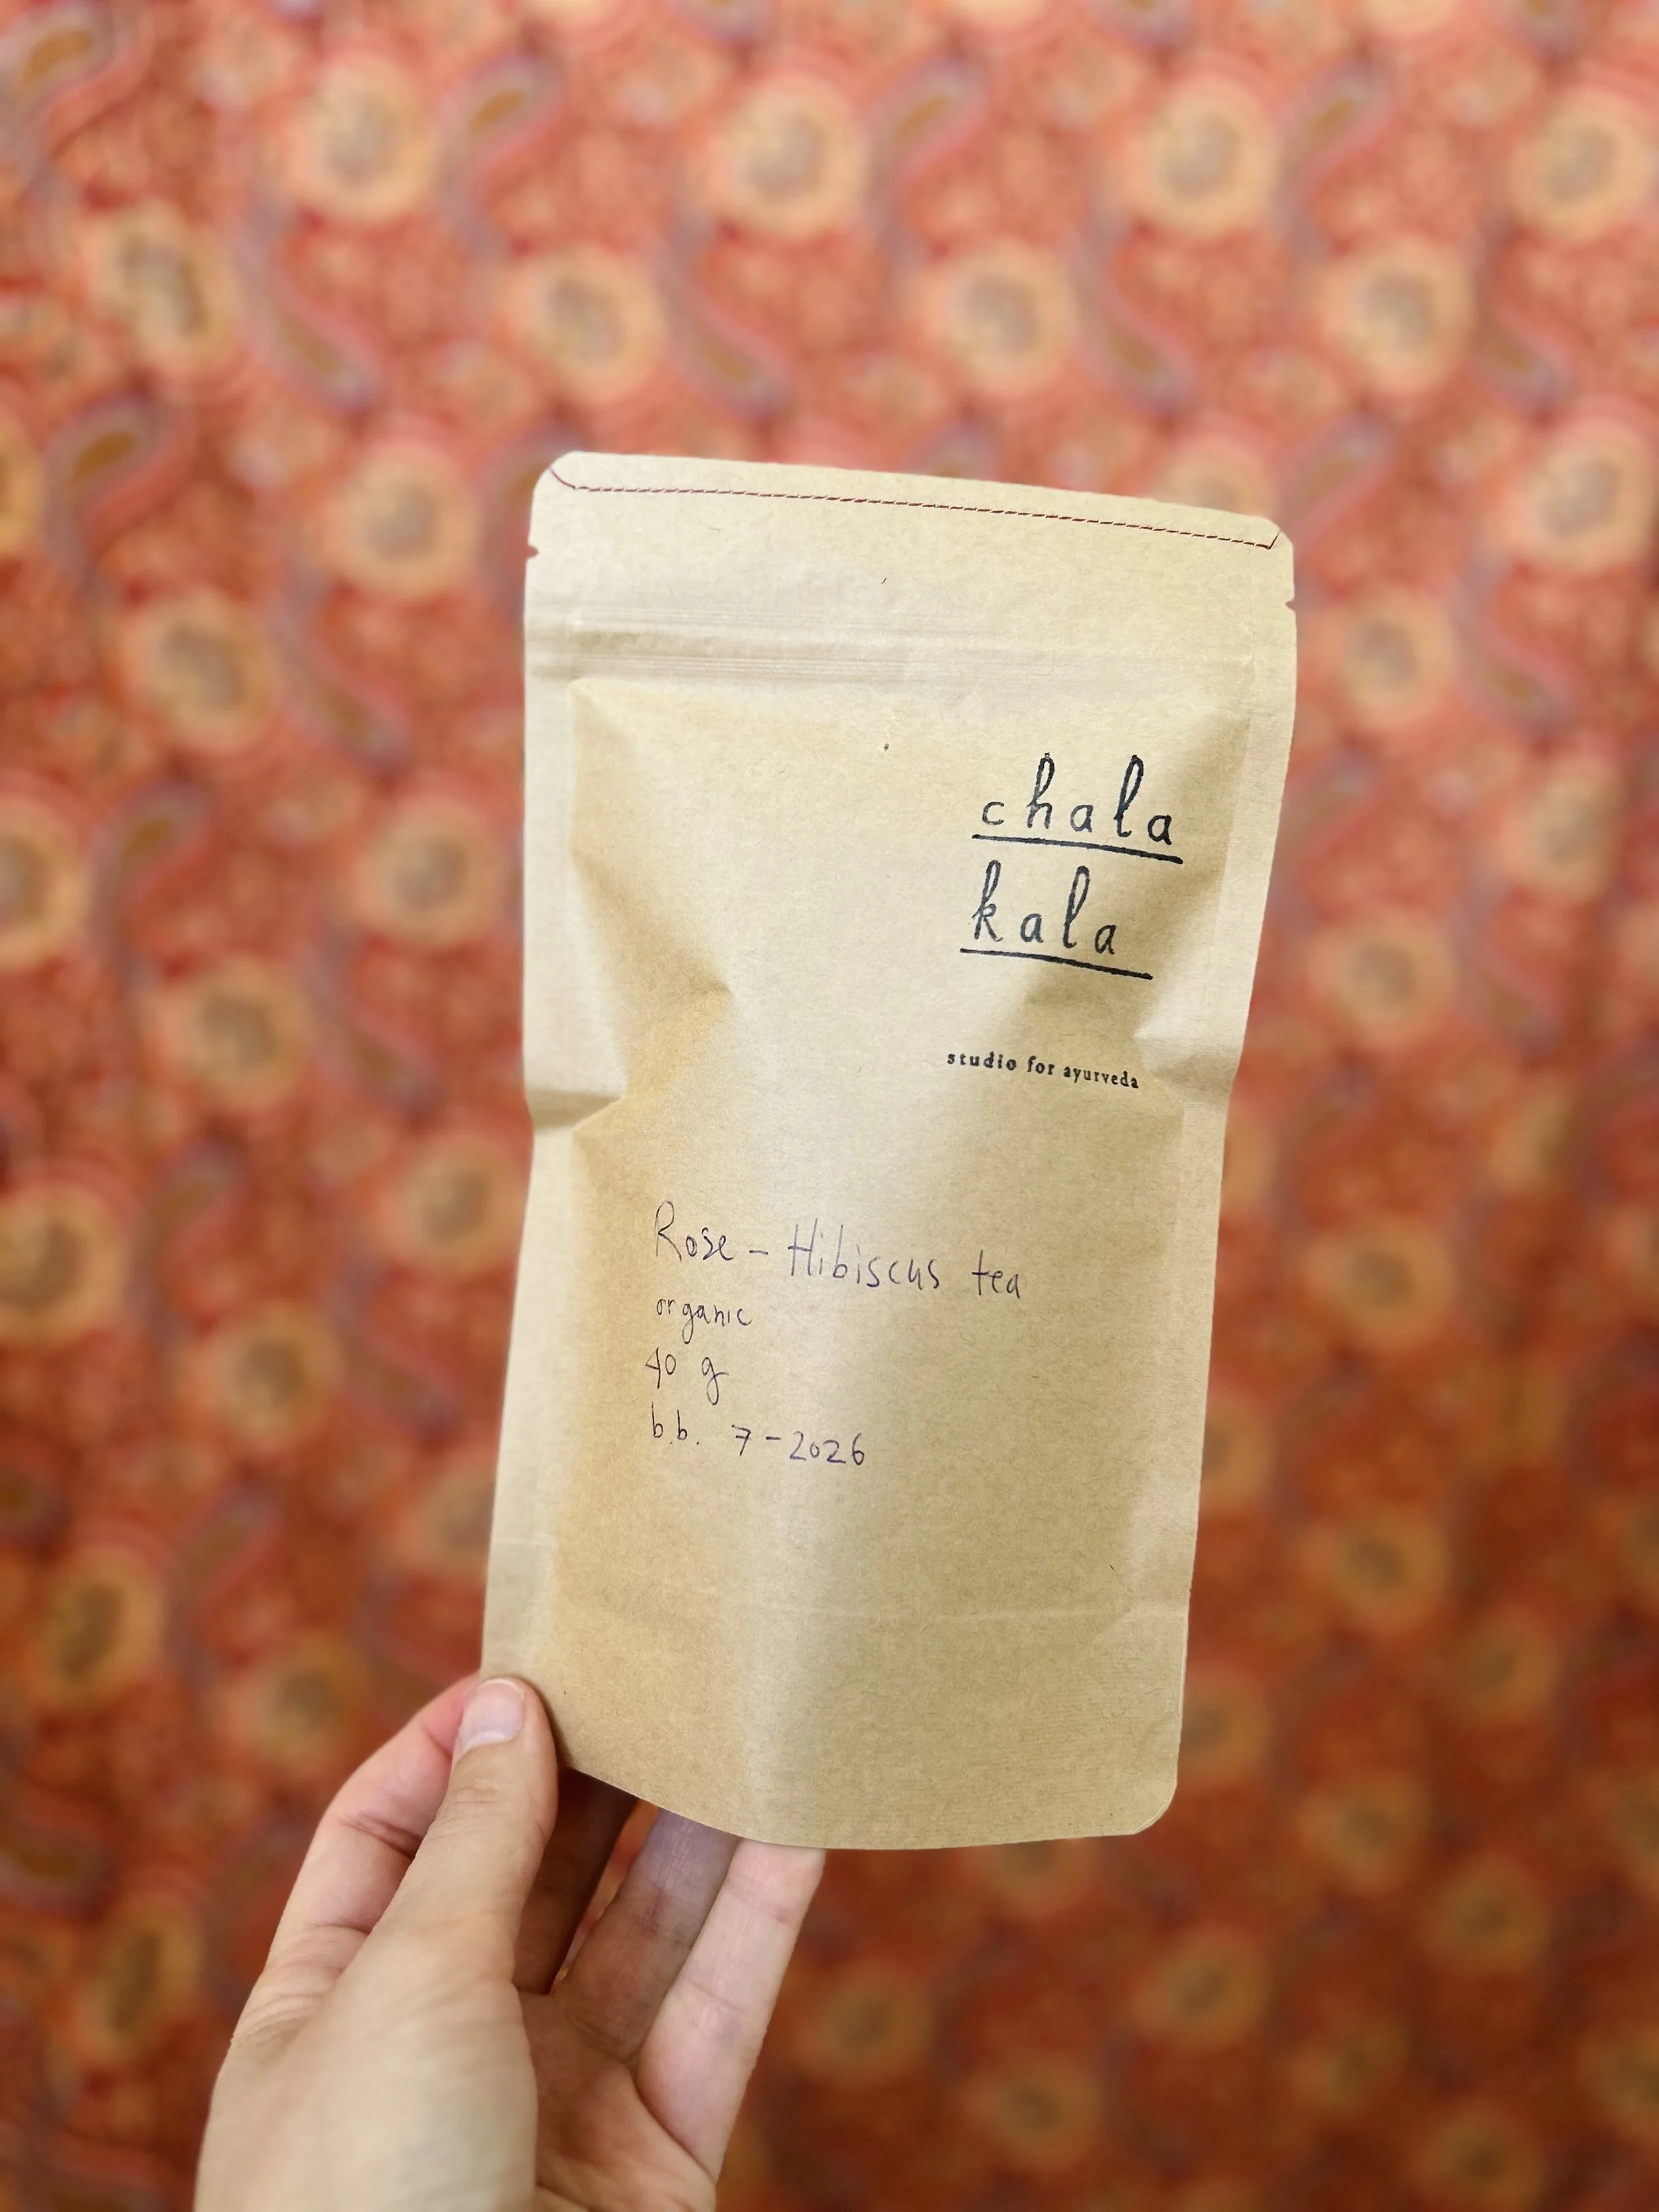 chala
kala
studio for ayurveda
Rose - Hibiscus tea
organic
40 g
b.b. 7-2026